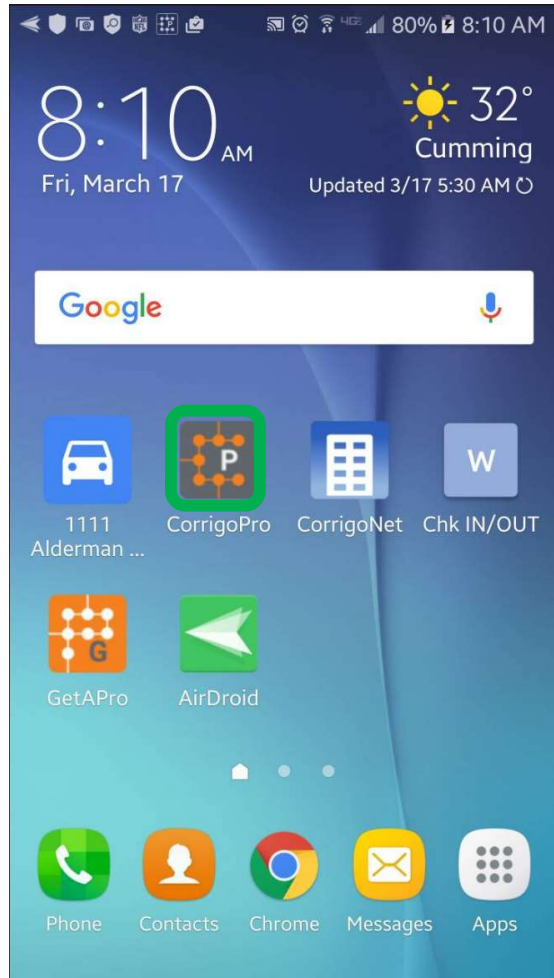 80% 8:10 AM
8:10 AM
32°
Cumming
Fri, March 17
Updated 3/17 5:30 AM
Google
P
W
1111
Alderman ...
CorrigoPro
CorrigoNet
Chk IN/OUT
G
GetAPro
AirDroid
Phone
Contacts
Chrome
Messages
Apps